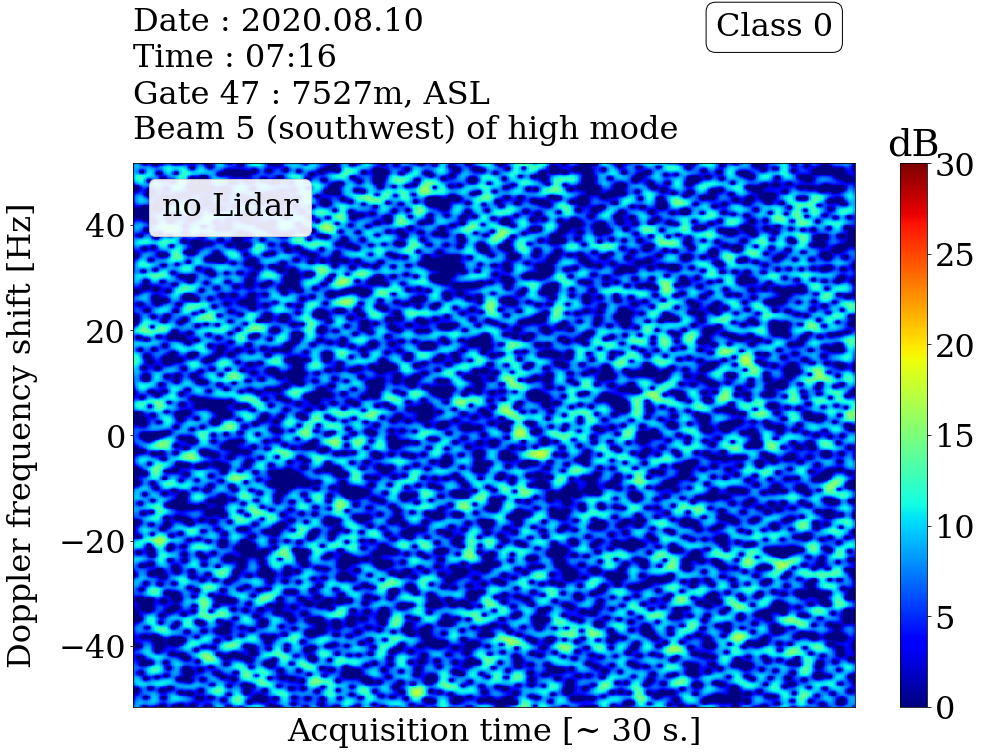 Date : 2020.08.10
Time : 07:16
Gate 47 : 7527m, ASL
Beam 5 (southwest) of high mode
Class 0
dB
no Lidar
Doppler frequency shift [Hz]
40
20
0
−20
−40
30
25
20
15
10
5
0
Acquisition time [~ 30 s.]